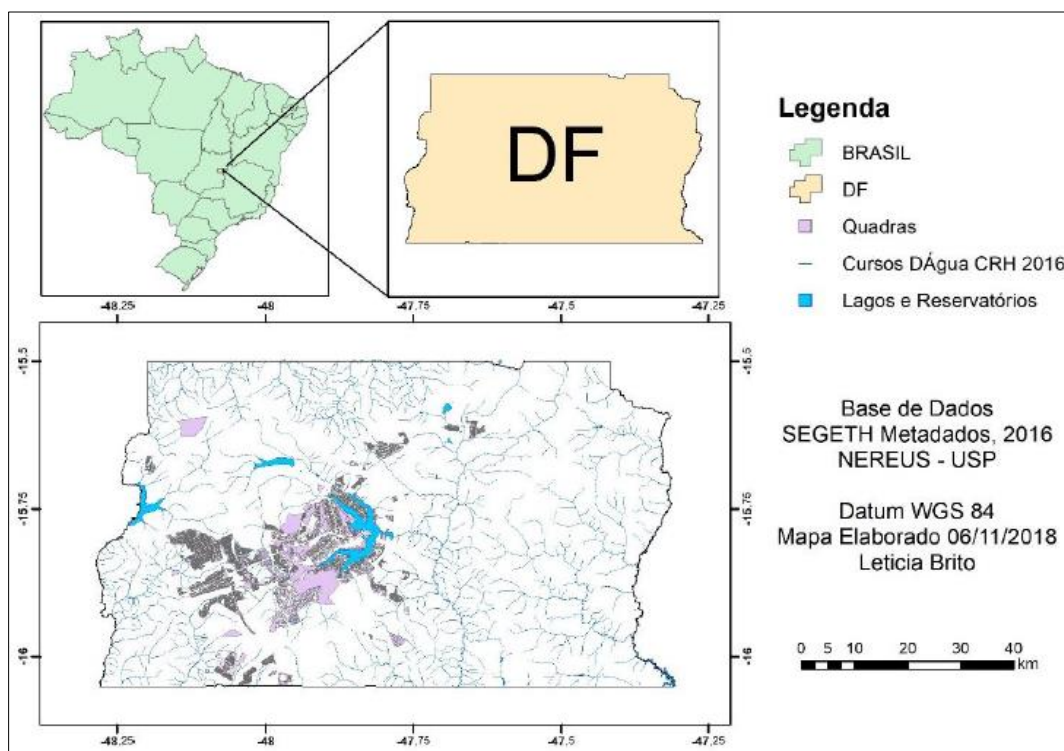 DF
-48.25
-48
-47.75
-47.5
-47.25
-15.5
-15.75
-16
-15.5
-15.75
-16
-48.25
-48
-47.75
-47.5
-47.25
Legenda
BRASIL
DF
Quadras
Cursos DÁgua CRH 2016
Lagos e Reservatórios
Base de Dados
SEGETH Metadados, 2016
NEREUS - USP
Datum WGS 84
Mapa Elaborado 06/11/2018
Leticia Brito
0 5 10 20 30 40
km